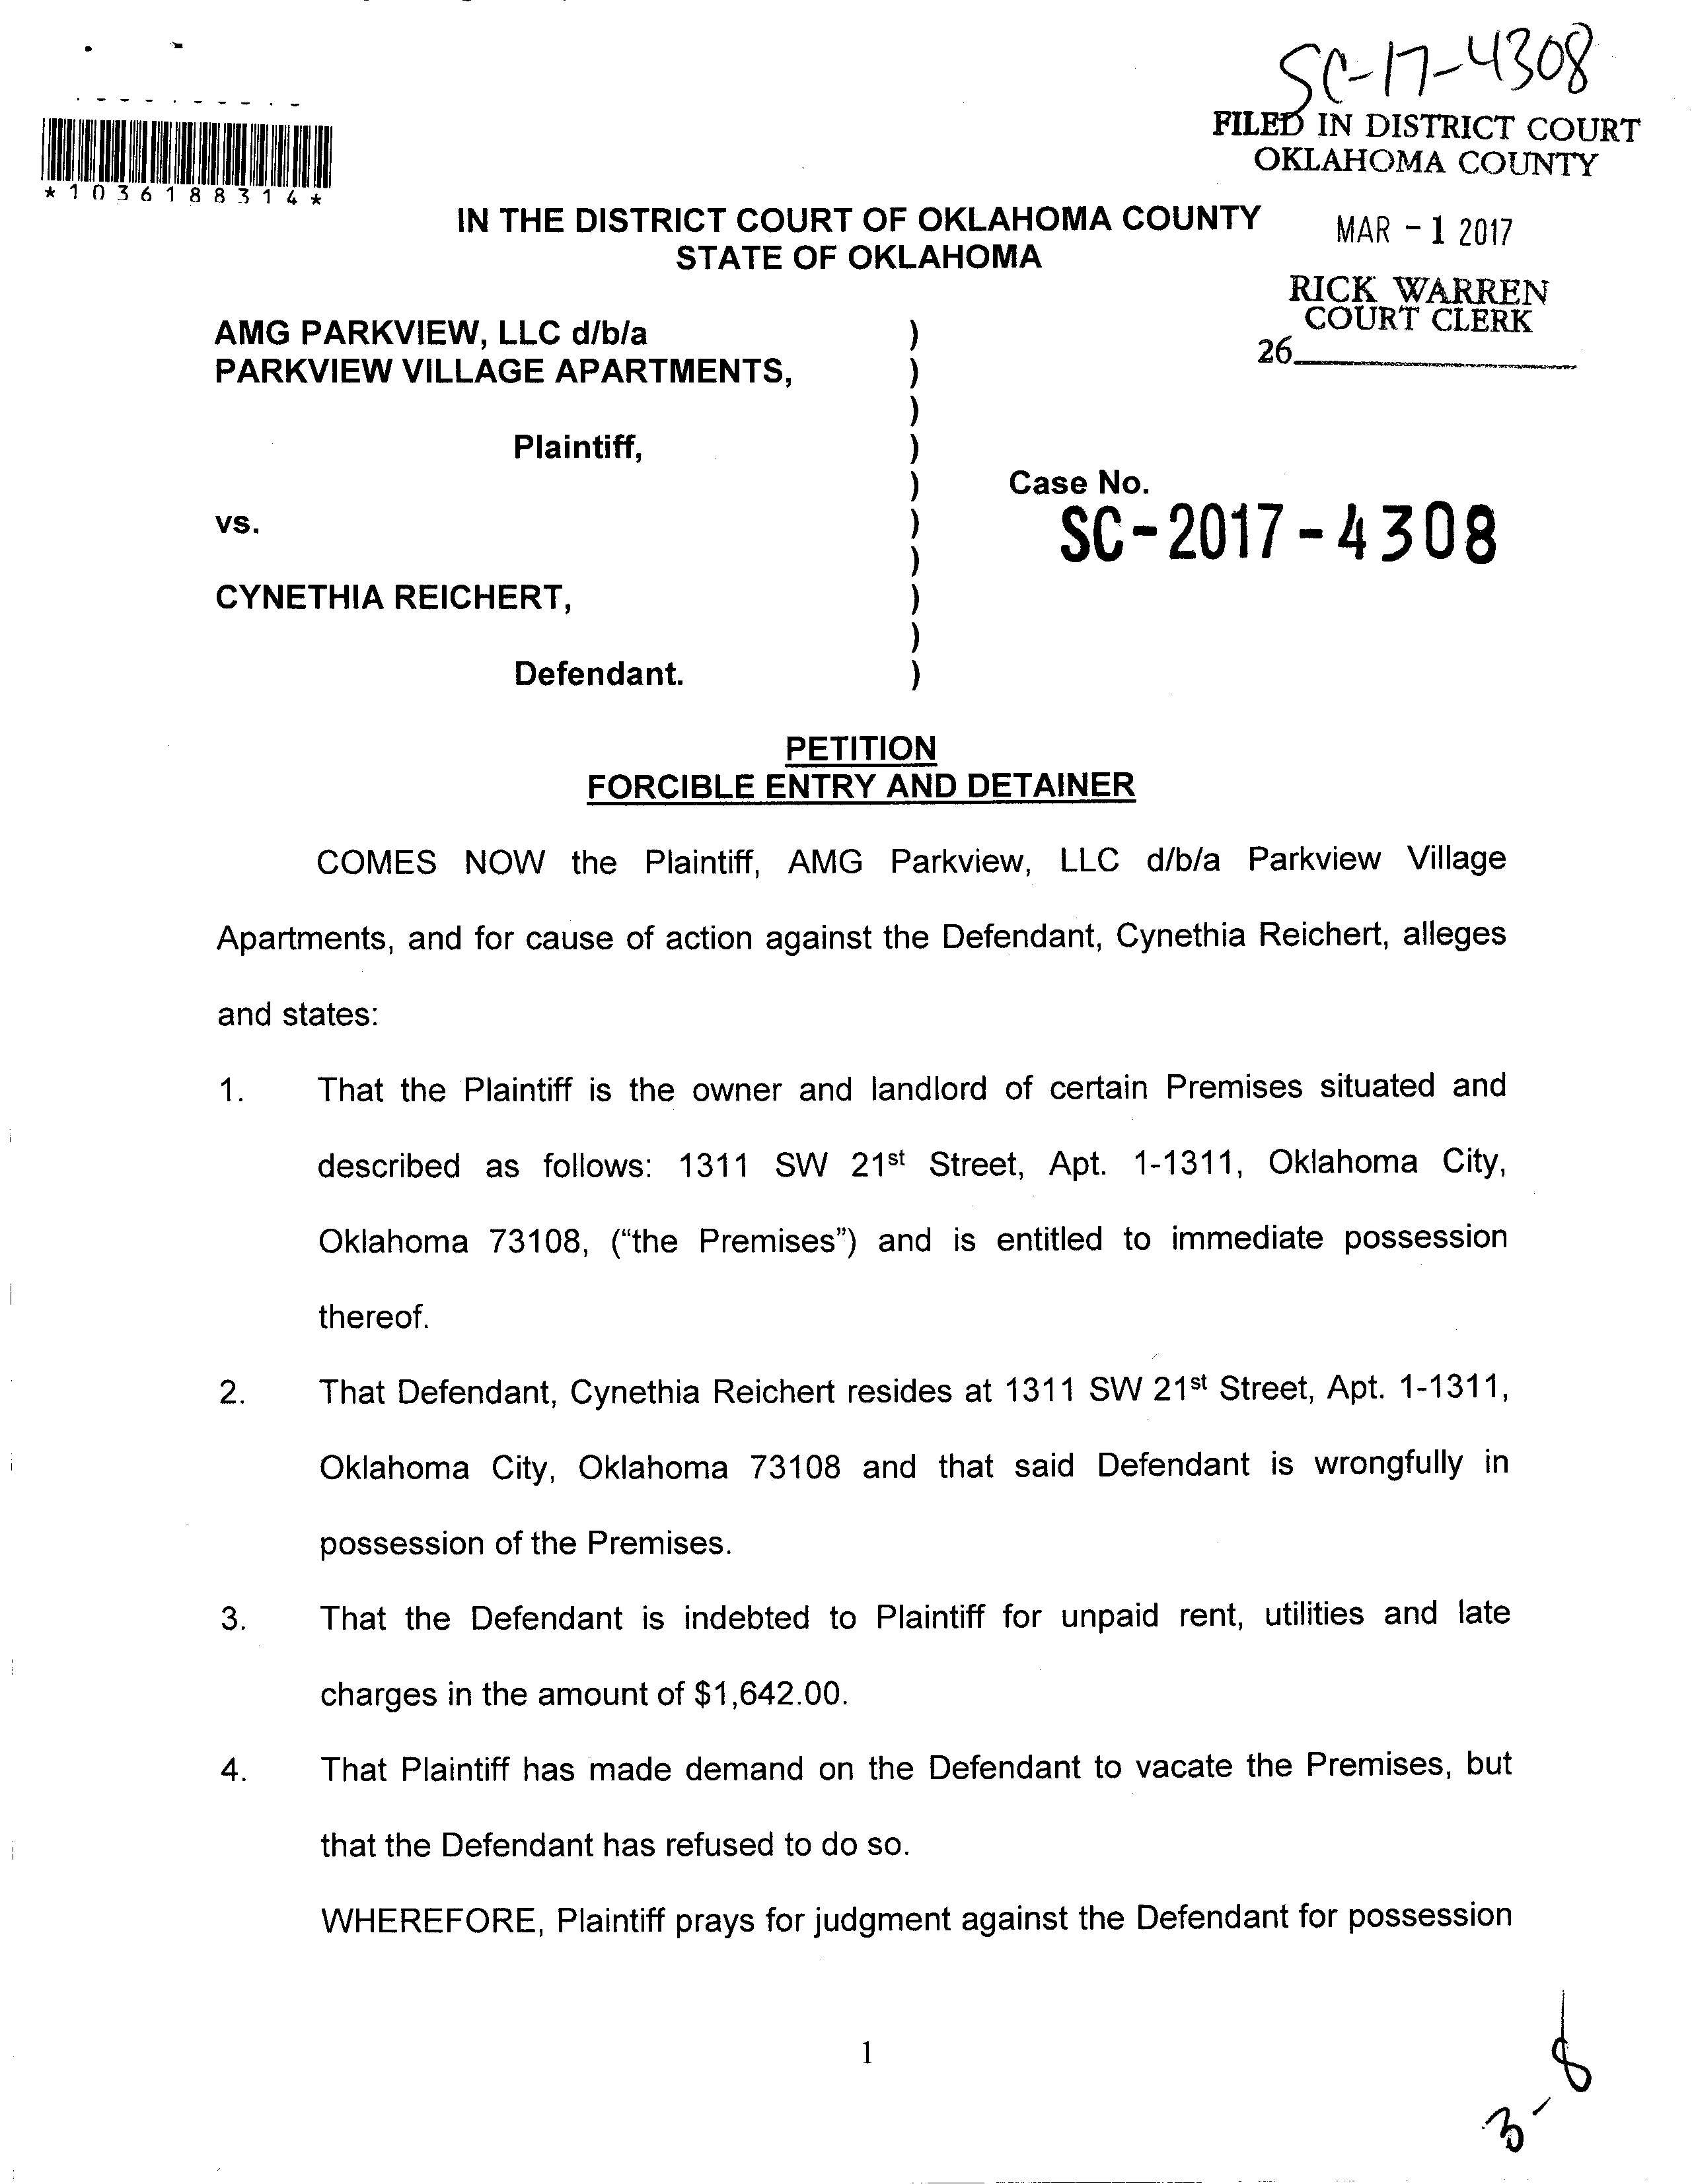 SC-17-4308
FILED IN DISTRICT COURT
OKLAHOMA COUNTY
*1036188314*
IN THE DISTRICT COURT OF OKLAHOMA COUNTY
STATE OF OKLAHOMA
MAR - 1 2017
RICK WARREN
COURT CLERK
26
AMG PARKVIEW, LLC d/b/a )
PARKVIEW VILLAGE APARTMENTS, )
)
Plaintiff, )
) Case No.
vs. ) SC-2017-4308
)
CYNETHIA REICHERT, )
)
Defendant. )
PETITION
FORCIBLE ENTRY AND DETAINER
COMES NOW the Plaintiff, AMG Parkview, LLC d/b/a Parkview Village
Apartments, and for cause of action against the Defendant, Cynethia Reichert, alleges
and states:
1. That the Plaintiff is the owner and landlord of certain Premises situated and
described as follows: 1311 SW 21st Street, Apt. 1-1311, Oklahoma City,
Oklahoma 73108, ("the Premises") and is entitled to immediate possession
thereof.
2. That Defendant, Cynethia Reichert resides at 1311 SW 21st Street, Apt. 1-1311,
Oklahoma City, Oklahoma 73108 and that said Defendant is wrongfully in
possession of the Premises.
3. That the Defendant is indebted to Plaintiff for unpaid rent, utilities and late
charges in the amount of $1,642.00.
4. That Plaintiff has made demand on the Defendant to vacate the Premises, but
that the Defendant has refused to do so.
WHEREFORE, Plaintiff prays for judgment against the Defendant for possession
1
3-8